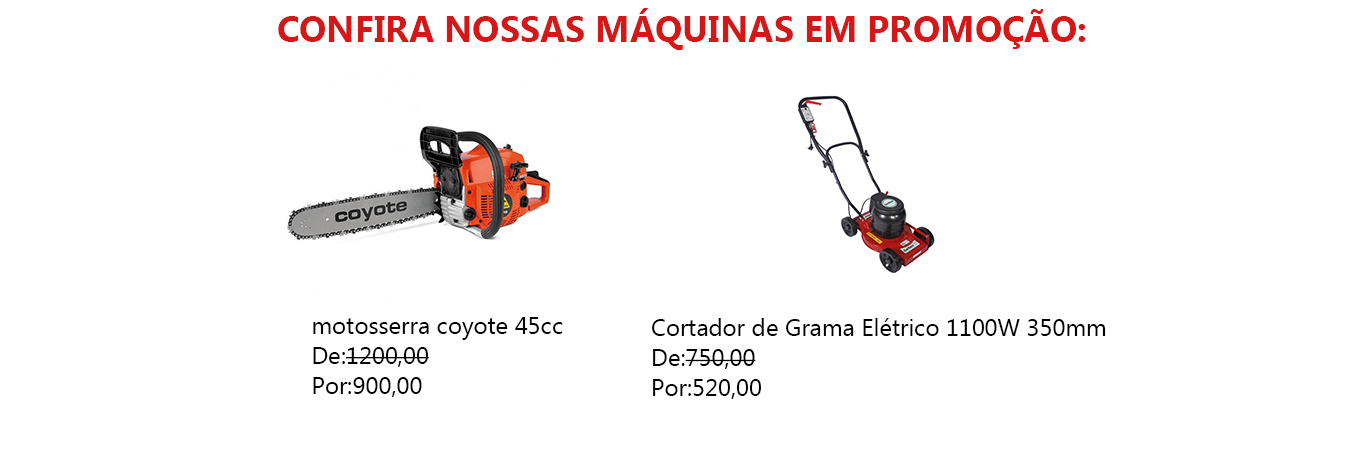 CONFIRA NOSSAS MÁQUINAS EM PROMOÇÃO:
coyote
motosserra coyote 45cc
De:1200,00
Por:900,00
Cortador de Grama Elétrico 1100W 350mm
De:750,00
Por:520,00